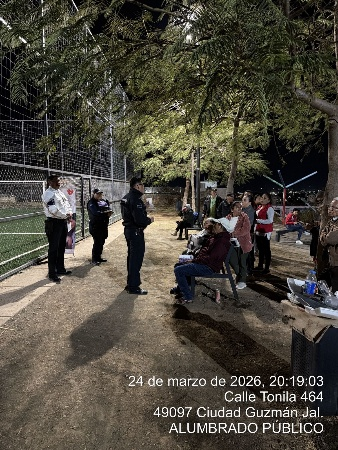 24 de marzo de 2026, 20:19:03
Calle Tonila 464
49097 Ciudad Guzmán Jal.
ALUMBRADO PÚBLICO